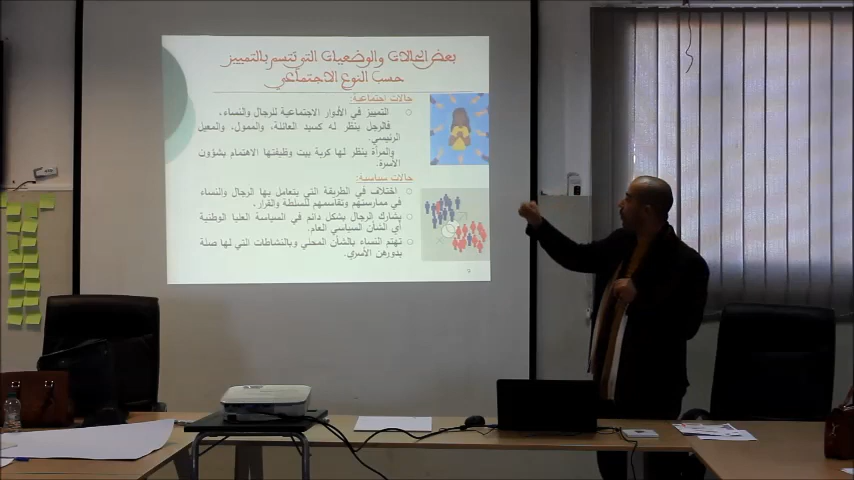 بعض الحالات والوضعيات التي تتسم بالتمييز
حسب النوع الاجتماعي
حالات اجتماعية:
التمييز في الأدوار الاجتماعية للرجال والنساء،
فالرجل ينظر له كسيد العائلة، والممول، والمعيل
الرئيسي.
والمرأة ينظر لها كربة بيت وظيفتها الاهتمام بشؤون
الأسرة.
حالات سياسية:
اختلاف في الطريقة التي يتعامل بها الرجال والنساء
في ممارستهم وتقاسمهم للسلطة والقرار،
يشارك الرجال بشكل دائم في السياسة العليا الوطنية
أي الشأن السياسي العام.
تهتم النساء بالشأن المحلي وبالنشاطات التي لها صلة
بدورهن الأسري.